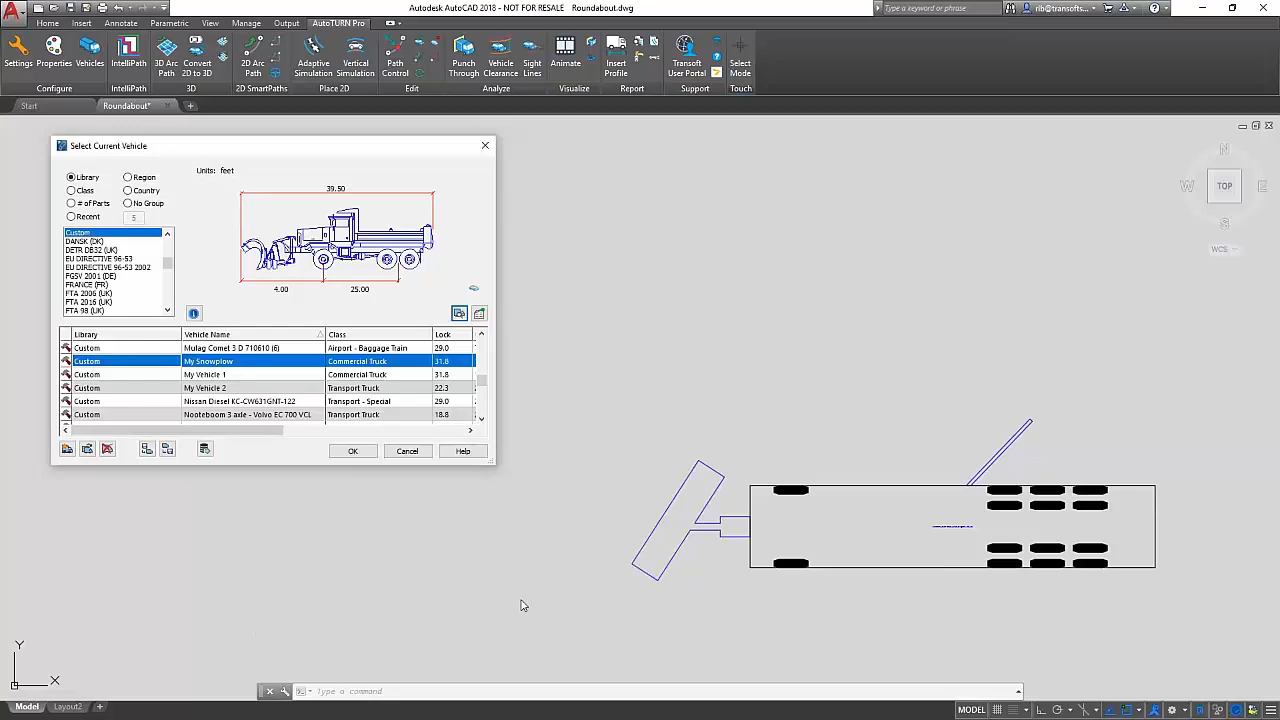 Autodesk AutoCAD 2018 - NOT FOR RESALE Roundabout.dwg
Type a keyword or phrase
rib@transofts...
Home Insert Annotate Parametric View Manage Output AutoTURN Pro
Settings Properties Vehicles IntelliPath 3D Arc Path Convert 2D to 3D 2D Arc Path Adaptive Simulation Vertical Simulation Path Control Punch Through Vehicle Clearance Sight Lines Animate Insert Profile Transoft User Portal Select Mode
Configure IntelliPath 3D 2D SmartPaths Place 2D Edit Analyze Visualize Report Support Touch
Start Roundabout* +
Select Current Vehicle
Library Region
Class Country
# of Parts No Group
Recent 5
Units: feet
39.50
4.00 25.00
Custom
DANSK (DK)
DETR DB32 (UK)
EU DIRECTIVE 96-53
EU DIRECTIVE 96-53 2002
FGSV 2001 (DE)
FRANCE (FR)
FTA 2006 (UK)
FTA 2016 (UK)
FTA 98 (UK)
Library Vehicle Name Class Lock
Custom Mulag Comet 3 D 710610 (6) Airport - Baggage Train 29.0
Custom My Snowplow Commercial Truck 31.8
Custom My Vehicle 1 Commercial Truck 31.8
Custom My Vehicle 2 Transport Truck 22.3
Custom Nissan Diesel KC-CW631GNT-122 Transport - Special 29.0
Custom Nooteboom 3 axle - Volvo EC 700 VCL Transport Truck 18.8
OK Cancel Help
N
W TOP E
S
WCS
Y
X
Type a command
Model Layout2 +
MODEL